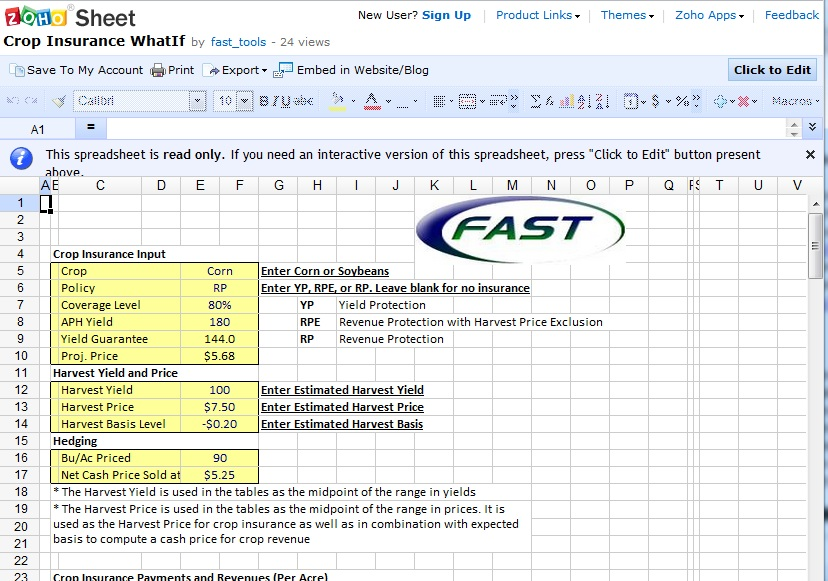 ZOHO Sheet
New User? Sign Up Product Links Themes Zoho Apps Feedback
Crop Insurance WhatIf by fast_tools - 24 views
Save To My Account Print Export Embed in Website/Blog Click to Edit
Calibri 10 B I U abc Σ fx $ % Macros
A1 =
This spreadsheet is read only. If you need an interactive version of this spreadsheet, press "Click to Edit" button present
above.
A B C D E F G H I J K L M N O P Q R S T U V
1 FAST
2
3
4 Crop Insurance Input
5 Crop Corn Enter Corn or Soybeans
6 Policy RP Enter YP, RPE, or RP. Leave blank for no insurance
7 Coverage Level 80% YP Yield Protection
8 APH Yield 180 RPE Revenue Protection with Harvest Price Exclusion
9 Yield Guarantee 144.0 RP Revenue Protection
10 Proj. Price $5.68
11 Harvest Yield and Price
12 Harvest Yield 100 Enter Estimated Harvest Yield
13 Harvest Price $7.50 Enter Estimated Harvest Price
14 Harvest Basis Level -$0.20 Enter Estimated Harvest Basis
15 Hedging
16 Bu/Ac Priced 90
17 Net Cash Price Sold at $5.25
18 * The Harvest Yield is used in the tables as the midpoint of the range in yields
19 * The Harvest Price is used in the tables as the midpoint of the range in prices. It is
20 used as the Harvest Price for crop insurance as well as in combination with expected
21 basis to compute a cash price for crop revenue
22
23 Crop Insurance Payments and Revenues (Per Acre)